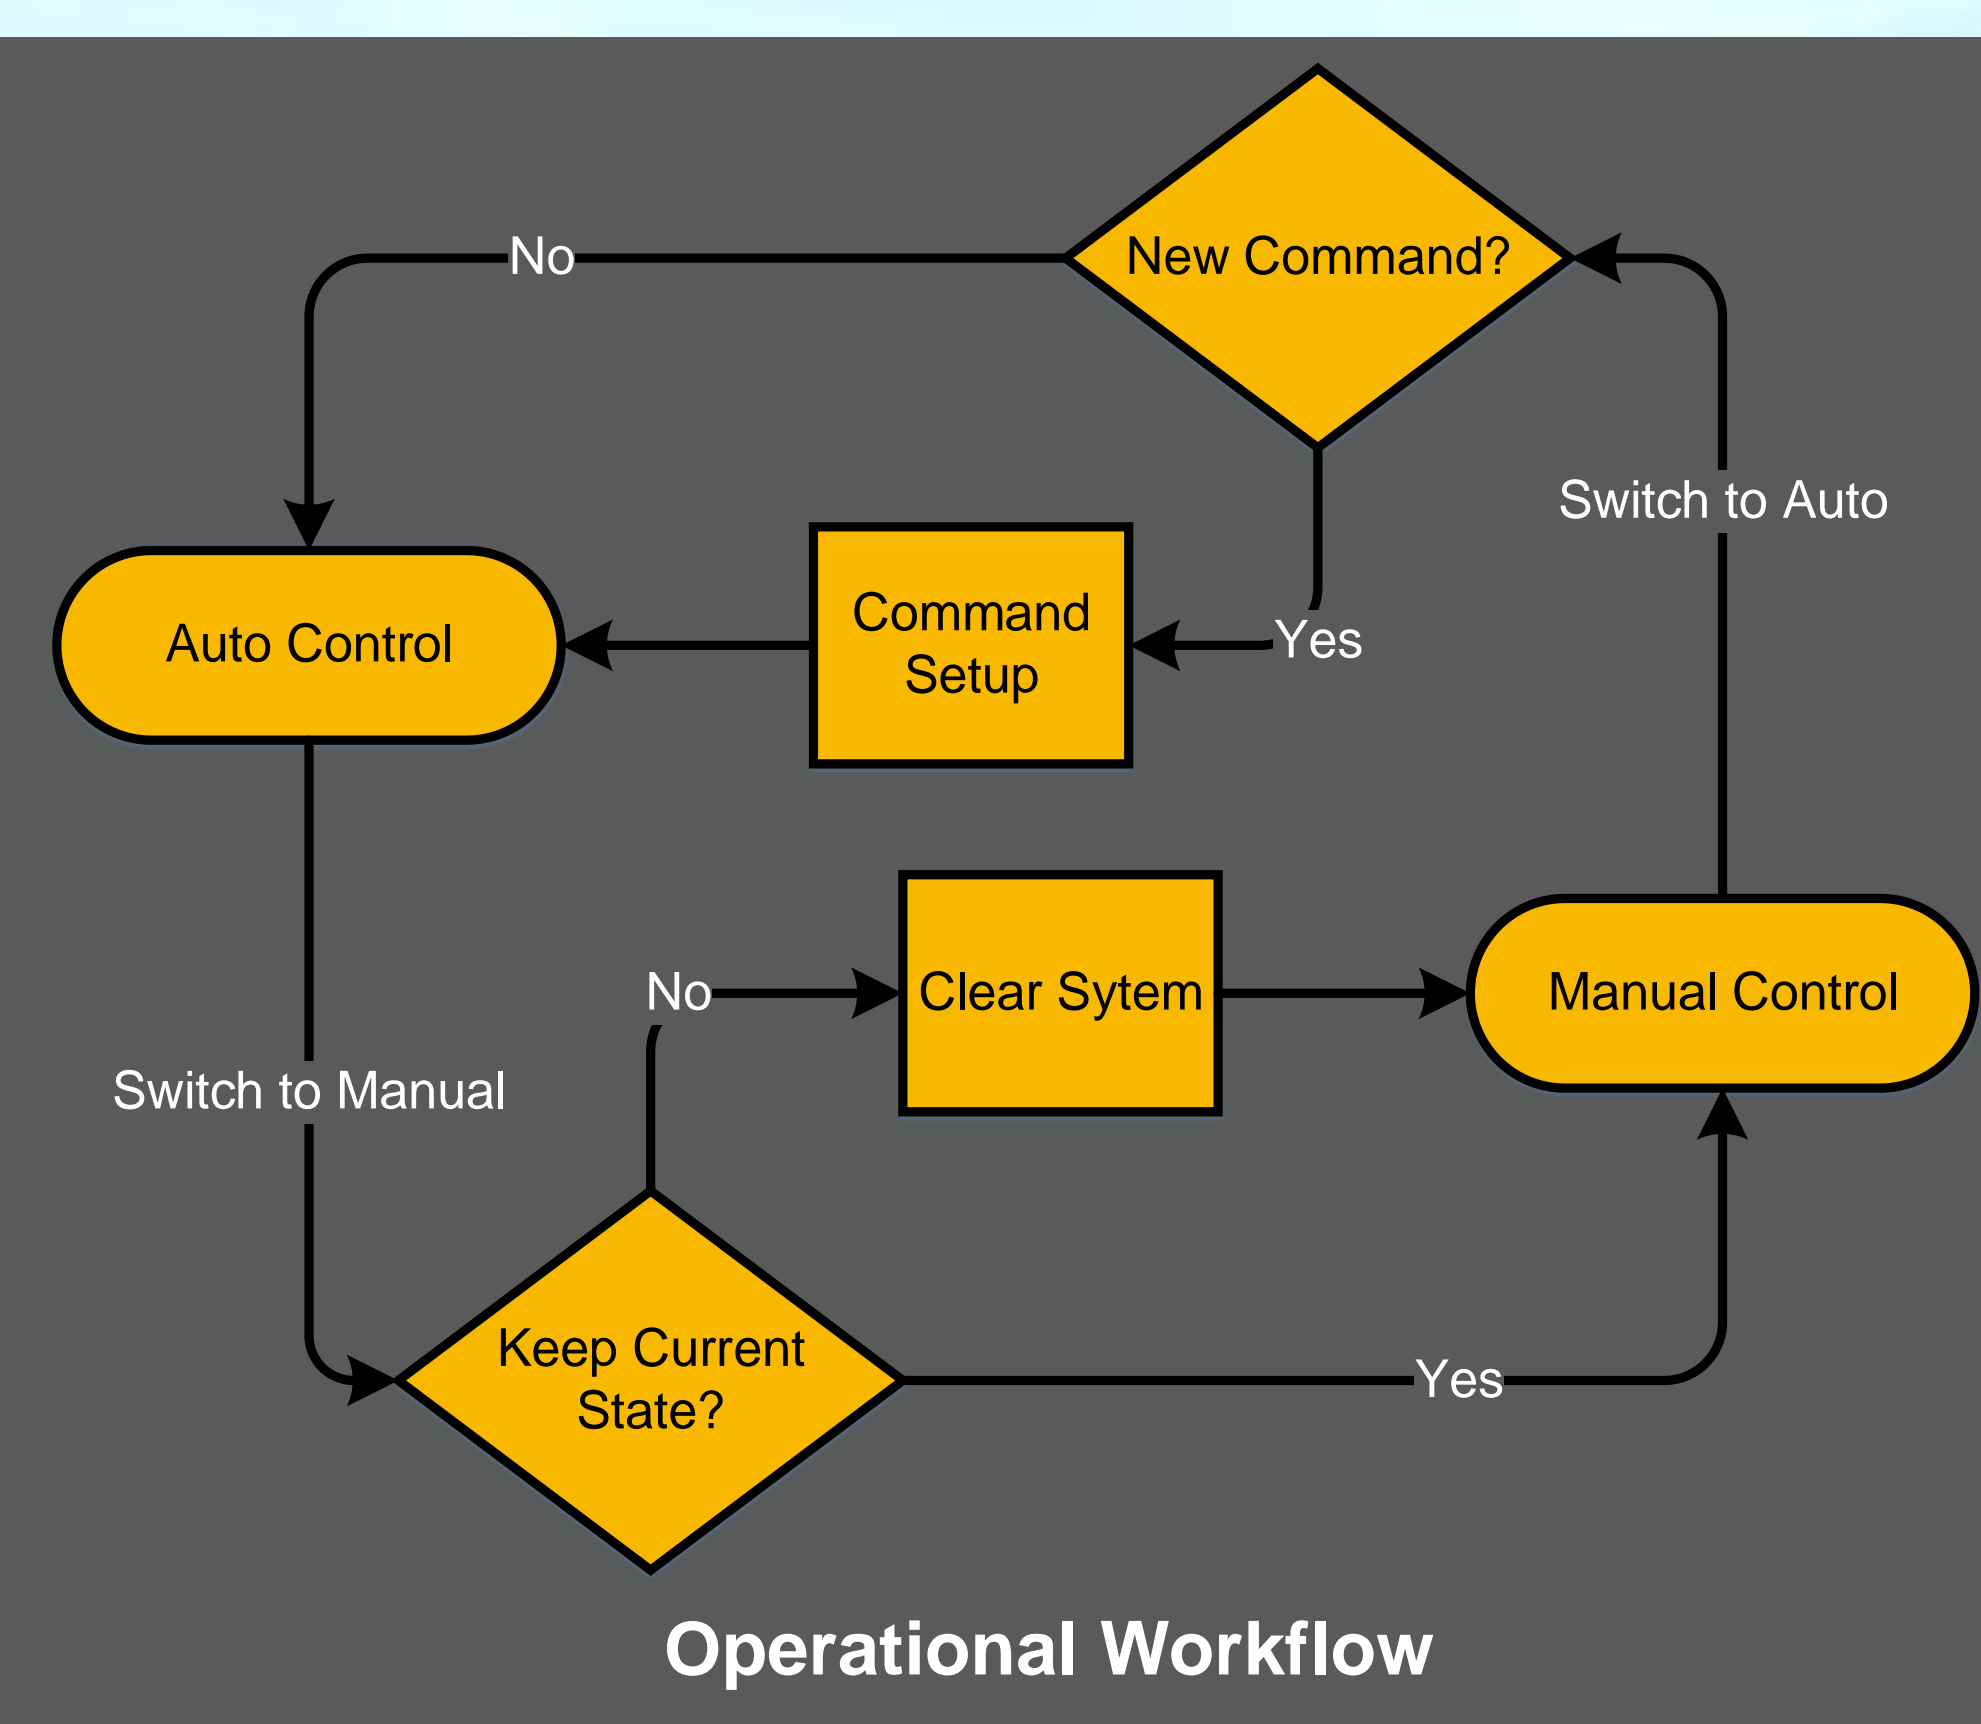 New Command?
No
Switch to Auto
Command
Setup
Yes
Auto Control
No
Clear Sytem
Manual Control
Switch to Manual
Keep Current
State?
Yes
Operational Workflow